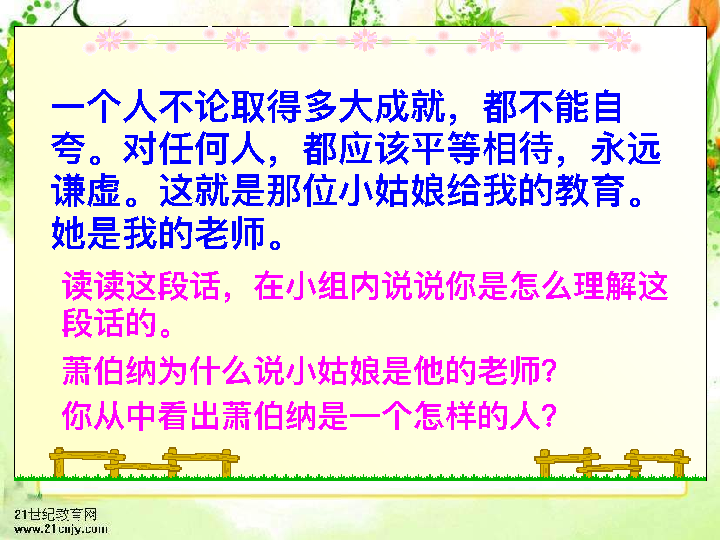 一个人不论取得多大成就，都不能自
夸。对任何人，都应该平等相待，永远
谦虚。这就是那位小姑娘给我的教育。
她是我的老师。
读读这段话，在小组内说说你是怎么理解这
段话的。
萧伯纳为什么说小姑娘是他的老师？
你从中看出萧伯纳是一个怎样的人？
21世纪教育网
www.21cnjy.com